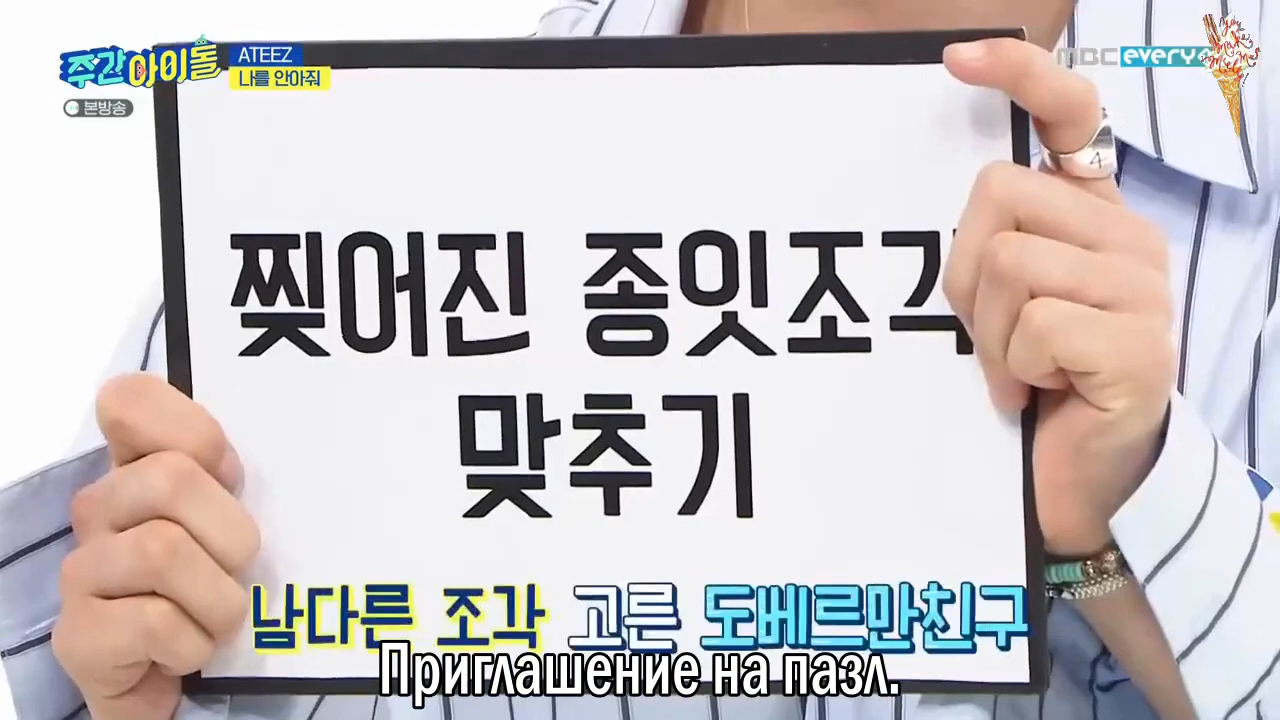 주간아이돌
ATEEZ
나를 안아줘
본방송
MBC every
4
찢어진 종잇조각
맞추기
남다른 조각 고른 도베르만친구
Приглашение на пазл.